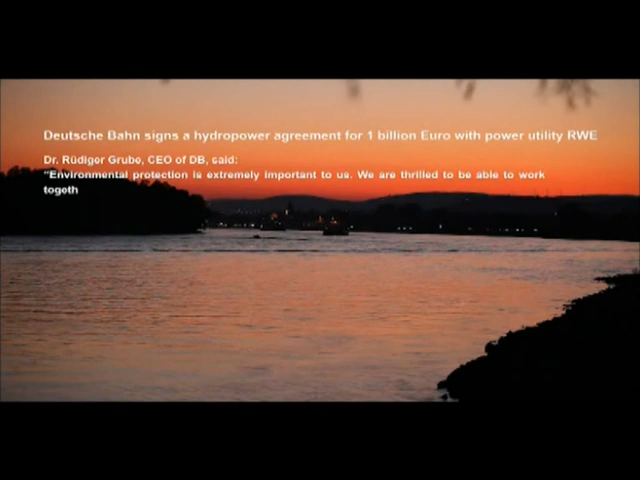 Deutsche Bahn signs a hydropower agreement for 1 billion Euro with power utility RWE
Dr. Rüdiger Grube, CEO of DB, said:
"Environmental protection is extremely important to us. We are thrilled to be able to work
togeth